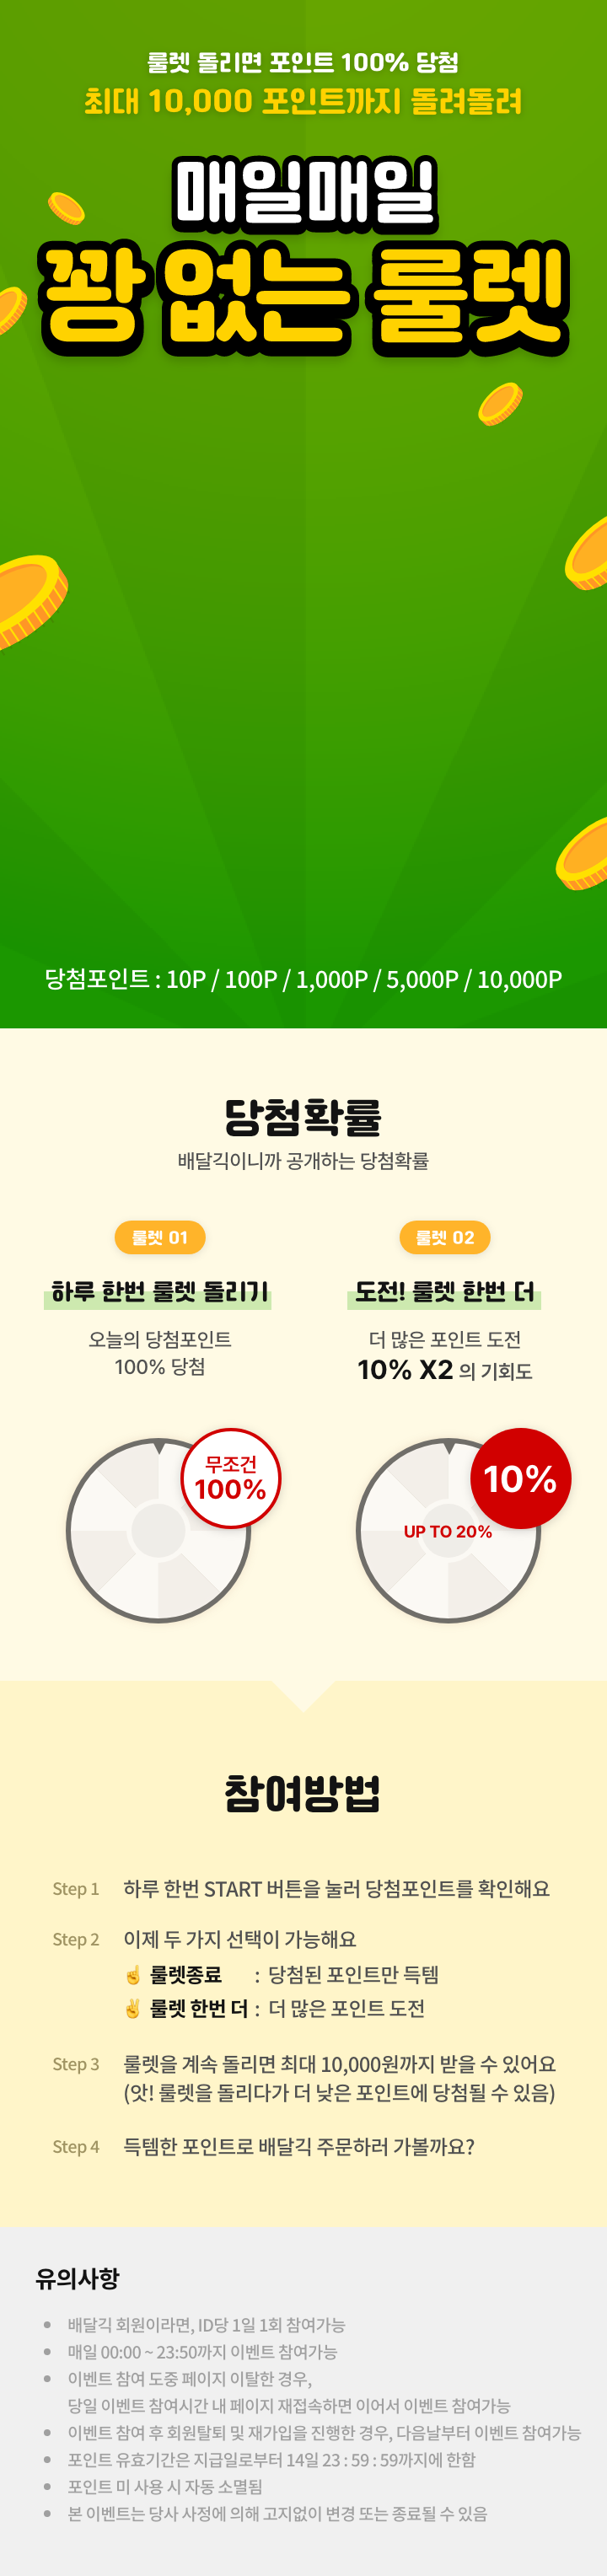 룰렛 돌리면 포인트 100% 당첨
최대 10,000 포인트까지 돌려돌려
매일매일
꽝 없는 룰렛
당첨포인트 : 10P / 100P / 1,000P / 5,000P / 10,000P
당첨확률
배달긱이니까 공개하는 당첨확률
룰렛 01
하루 한번 룰렛 돌리기
오늘의 당첨포인트
100% 당첨
무조건
100%
룰렛 02
도전! 룰렛 한번 더
더 많은 포인트 도전
10% X2 의 기회도
10%
UP TO 20%
참여방법
Step 1 하루 한번 START 버튼을 눌러 당첨포인트를 확인해요
Step 2 이제 두 가지 선택이 가능해요
☝ 룰렛종료 : 당첨된 포인트만 득템
✌ 룰렛 한번 더 : 더 많은 포인트 도전
Step 3 룰렛을 계속 돌리면 최대 10,000원까지 받을 수 있어요
(앗! 룰렛을 돌리다가 더 낮은 포인트에 당첨될 수 있음)
Step 4 득템한 포인트로 배달긱 주문하러 가볼까요?
유의사항
• 배달긱 회원이라면, ID당 1일 1회 참여가능
• 매일 00:00 ~ 23:50까지 이벤트 참여가능
• 이벤트 참여 도중 페이지 이탈한 경우,
당일 이벤트 참여시간 내 페이지 재접속하면 이어서 이벤트 참여가능
• 이벤트 참여 후 회원탈퇴 및 재가입을 진행한 경우, 다음날부터 이벤트 참여가능
• 포인트 유효기간은 지급일로부터 14일 23 : 59 : 59까지에 한함
• 포인트 미 사용 시 자동 소멸됨
• 본 이벤트는 당사 사정에 의해 고지없이 변경 또는 종료될 수 있음